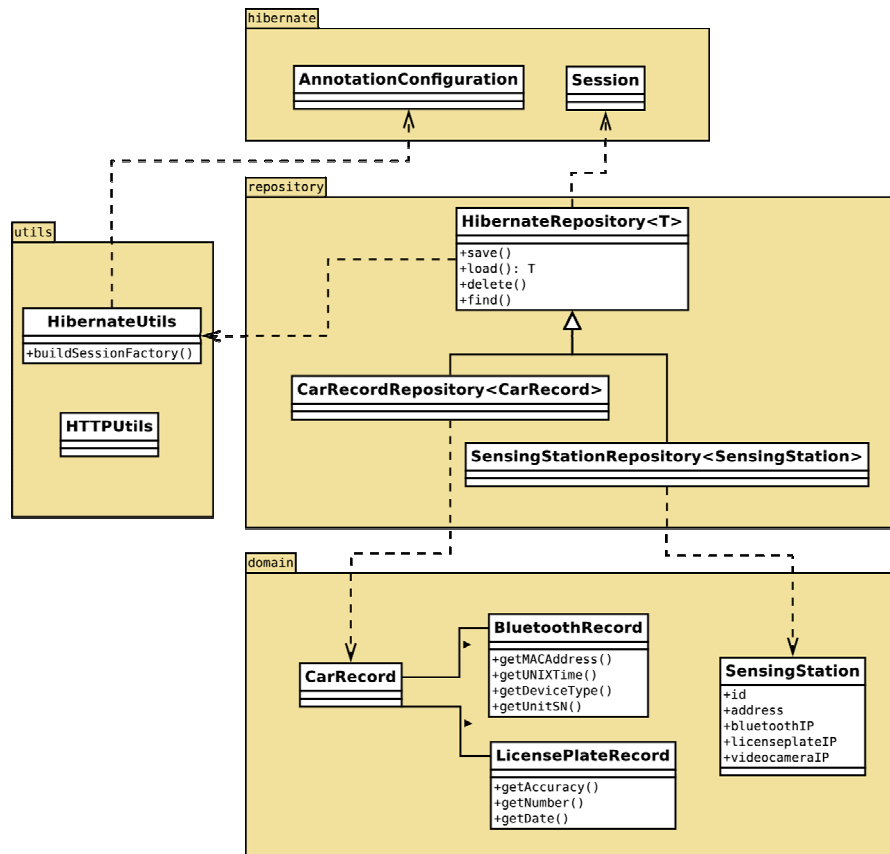 hibernate
AnnotationConfiguration
Session
repository
HibernateRepository<T>
+save()
+load(): T
+delete()
+find()
utils
HibernateUtils
+buildSessionFactory()
HTTPUtils
CarRecordRepository<CarRecord>
SensingStationRepository<SensingStation>
domain
CarRecord
BluetoothRecord
+getMACAddress()
+getUNIXTime()
+getDeviceType()
+getUnitSN()
LicensePlateRecord
+getAccuracy()
+getNumber()
+getDate()
SensingStation
+id
+address
+bluetoothIP
+licenseplateIP
+videocameraIP